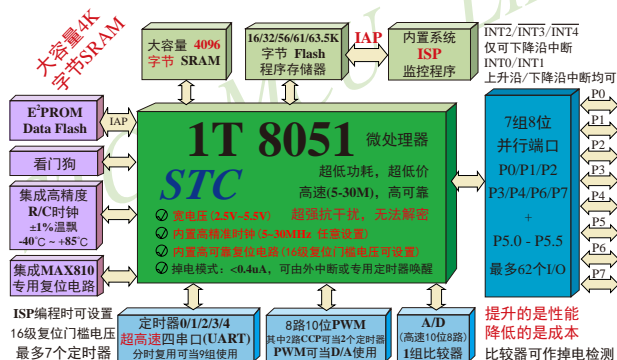 大容量4K
字节SRAM
大容量 4096
字节 SRAM
16/32/56/61/63.5K
字节 Flash
程序存储器
IAP
内置系统
ISP
监控程序
INT2/INT3/INT4
仅可下降沿中断
INT0/INT1
上升沿/下降沿中断均可
E²PROM
Data Flash
IAP
看门狗
集成高精度
R/C时钟
±1%温飘
-40℃ ~ +85℃
集成MAX810
专用复位电路
1T 8051 微处理器
STC
超低功耗，超低价
高速(5-30M)，高可靠
宽电压(2.5V~5.5V) 超强抗干扰，无法解密
内置高精准时钟(5~30MHz 任意设置)
内置高可靠复位电路(16级复位门槛电压可设置)
掉电模式：<0.4uA，可由外中断或专用定时器唤醒
7组8位
并行端口
P0/P1/P2
P3/P4/P6/P7
+
P5.0 - P5.5
最多62个I/O
P0
P1
P2
P3
P4
P5
P6
P7
ISP编程时可设置
16级复位门槛电压
最多7个定时器
定时器0/1/2/3/4
超高速四串口(UART)
分时复用可当9组使用
8路10位PWM
其中2路CCP可当2个定时器
PWM可当D/A使用
A/D
(高速10位8路)
1组比较器
提升的是性能
降低的是成本
比较器可作掉电检测